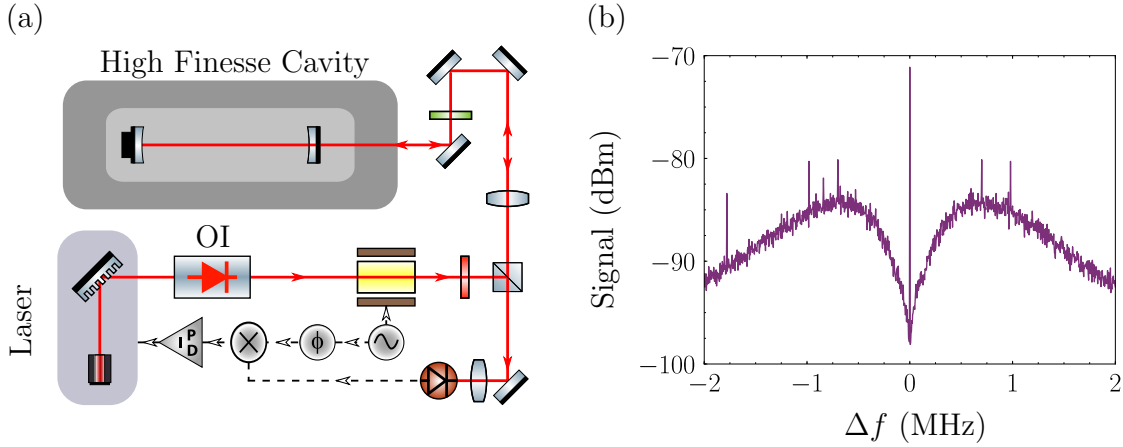 (a)
High Finesse Cavity
OI
Laser
I P D
ϕ
(b)
Signal (dBm)
−70
−80
−90
−100
−2
−1
0
1
2
Δf (MHz)